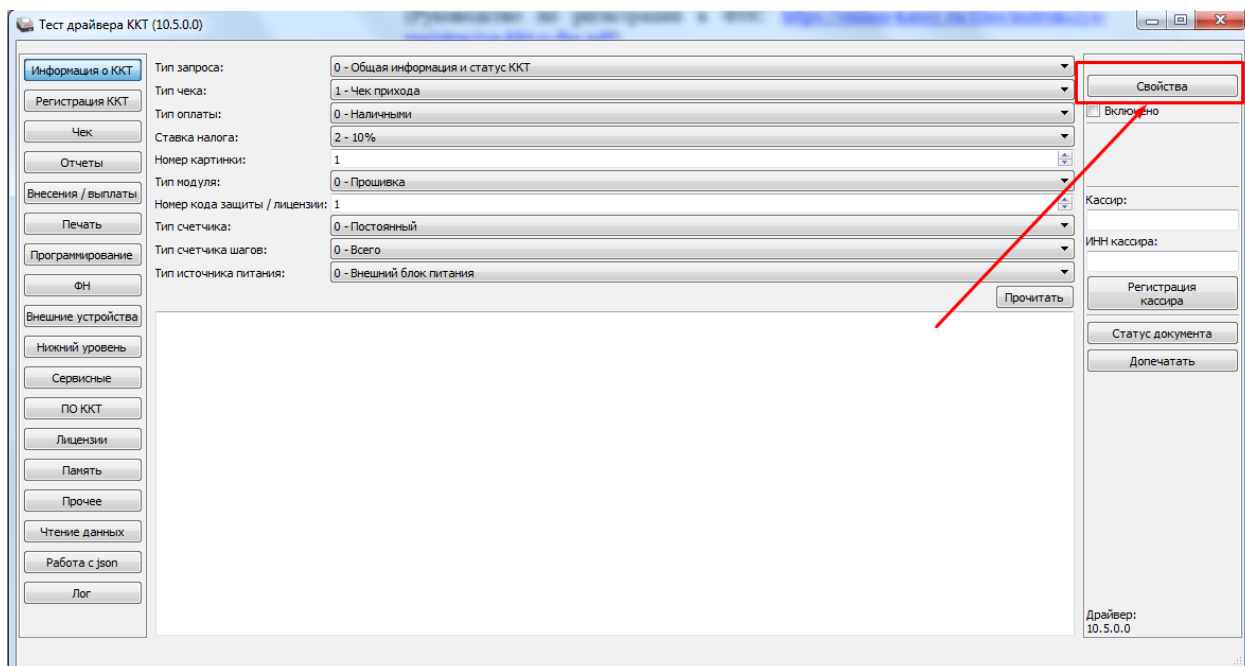 Тест драйвера ККТ (10.5.0.0)
Информация о ККТ
Регистрация ККТ
Чек
Отчеты
Внесения / выплаты
Печать
Программирование
ФН
Внешние устройства
Нижний уровень
Сервисные
ПО ККТ
Лицензии
Память
Прочее
Чтение данных
Работа с json
Лог
Тип запроса: 0 - Общая информация и статус ККТ
Тип чека: 1 - Чек прихода
Тип оплаты: 0 - Наличными
Ставка налога: 2 - 10%
Номер картинки: 1
Тип модуля: 0 - Прошивка
Номер кода защиты / лицензии: 1
Тип счетчика: 0 - Постоянный
Тип счетчика шагов: 0 - Всего
Тип источника питания: 0 - Внешний блок питания
Прочитать
Свойства
Включено
Кассир:
ИНН кассира:
Регистрация
кассира
Статус документа
Допечатать
Драйвер:
10.5.0.0